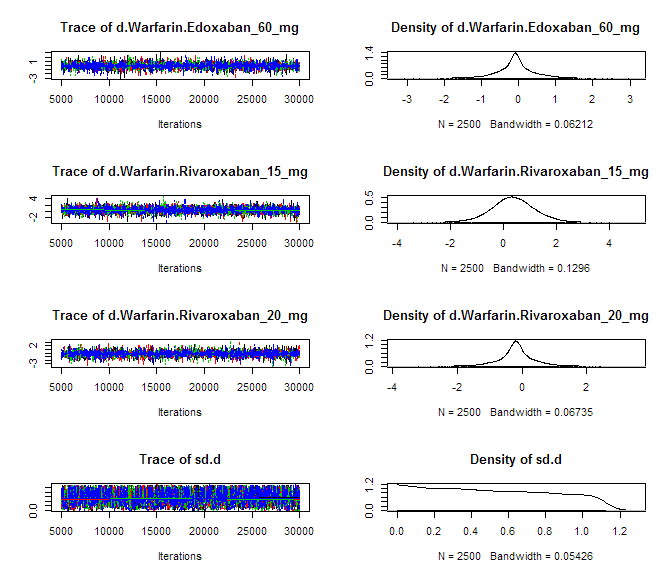 Trace of d.Warfarin.Edoxaban_60_mg
-3 1
5000 10000 15000 20000 25000 30000
Iterations
Density of d.Warfarin.Edoxaban_60_mg
0.0 1.4
-3 -2 -1 0 1 2 3
N = 2500 Bandwidth = 0.06212
Trace of d.Warfarin.Rivaroxaban_15_mg
-2 4
5000 10000 15000 20000 25000 30000
Iterations
Density of d.Warfarin.Rivaroxaban_15_mg
0.0 0.5
-4 -2 0 2 4
N = 2500 Bandwidth = 0.1296
Trace of d.Warfarin.Rivaroxaban_20_mg
-3 2
5000 10000 15000 20000 25000 30000
Iterations
Density of d.Warfarin.Rivaroxaban_20_mg
0.0 1.2
-4 -2 0 2
N = 2500 Bandwidth = 0.06735
Trace of sd.d
0.0
5000 10000 15000 20000 25000 30000
Iterations
Density of sd.d
0.0 1.2
0.0 0.2 0.4 0.6 0.8 1.0 1.2
N = 2500 Bandwidth = 0.05426